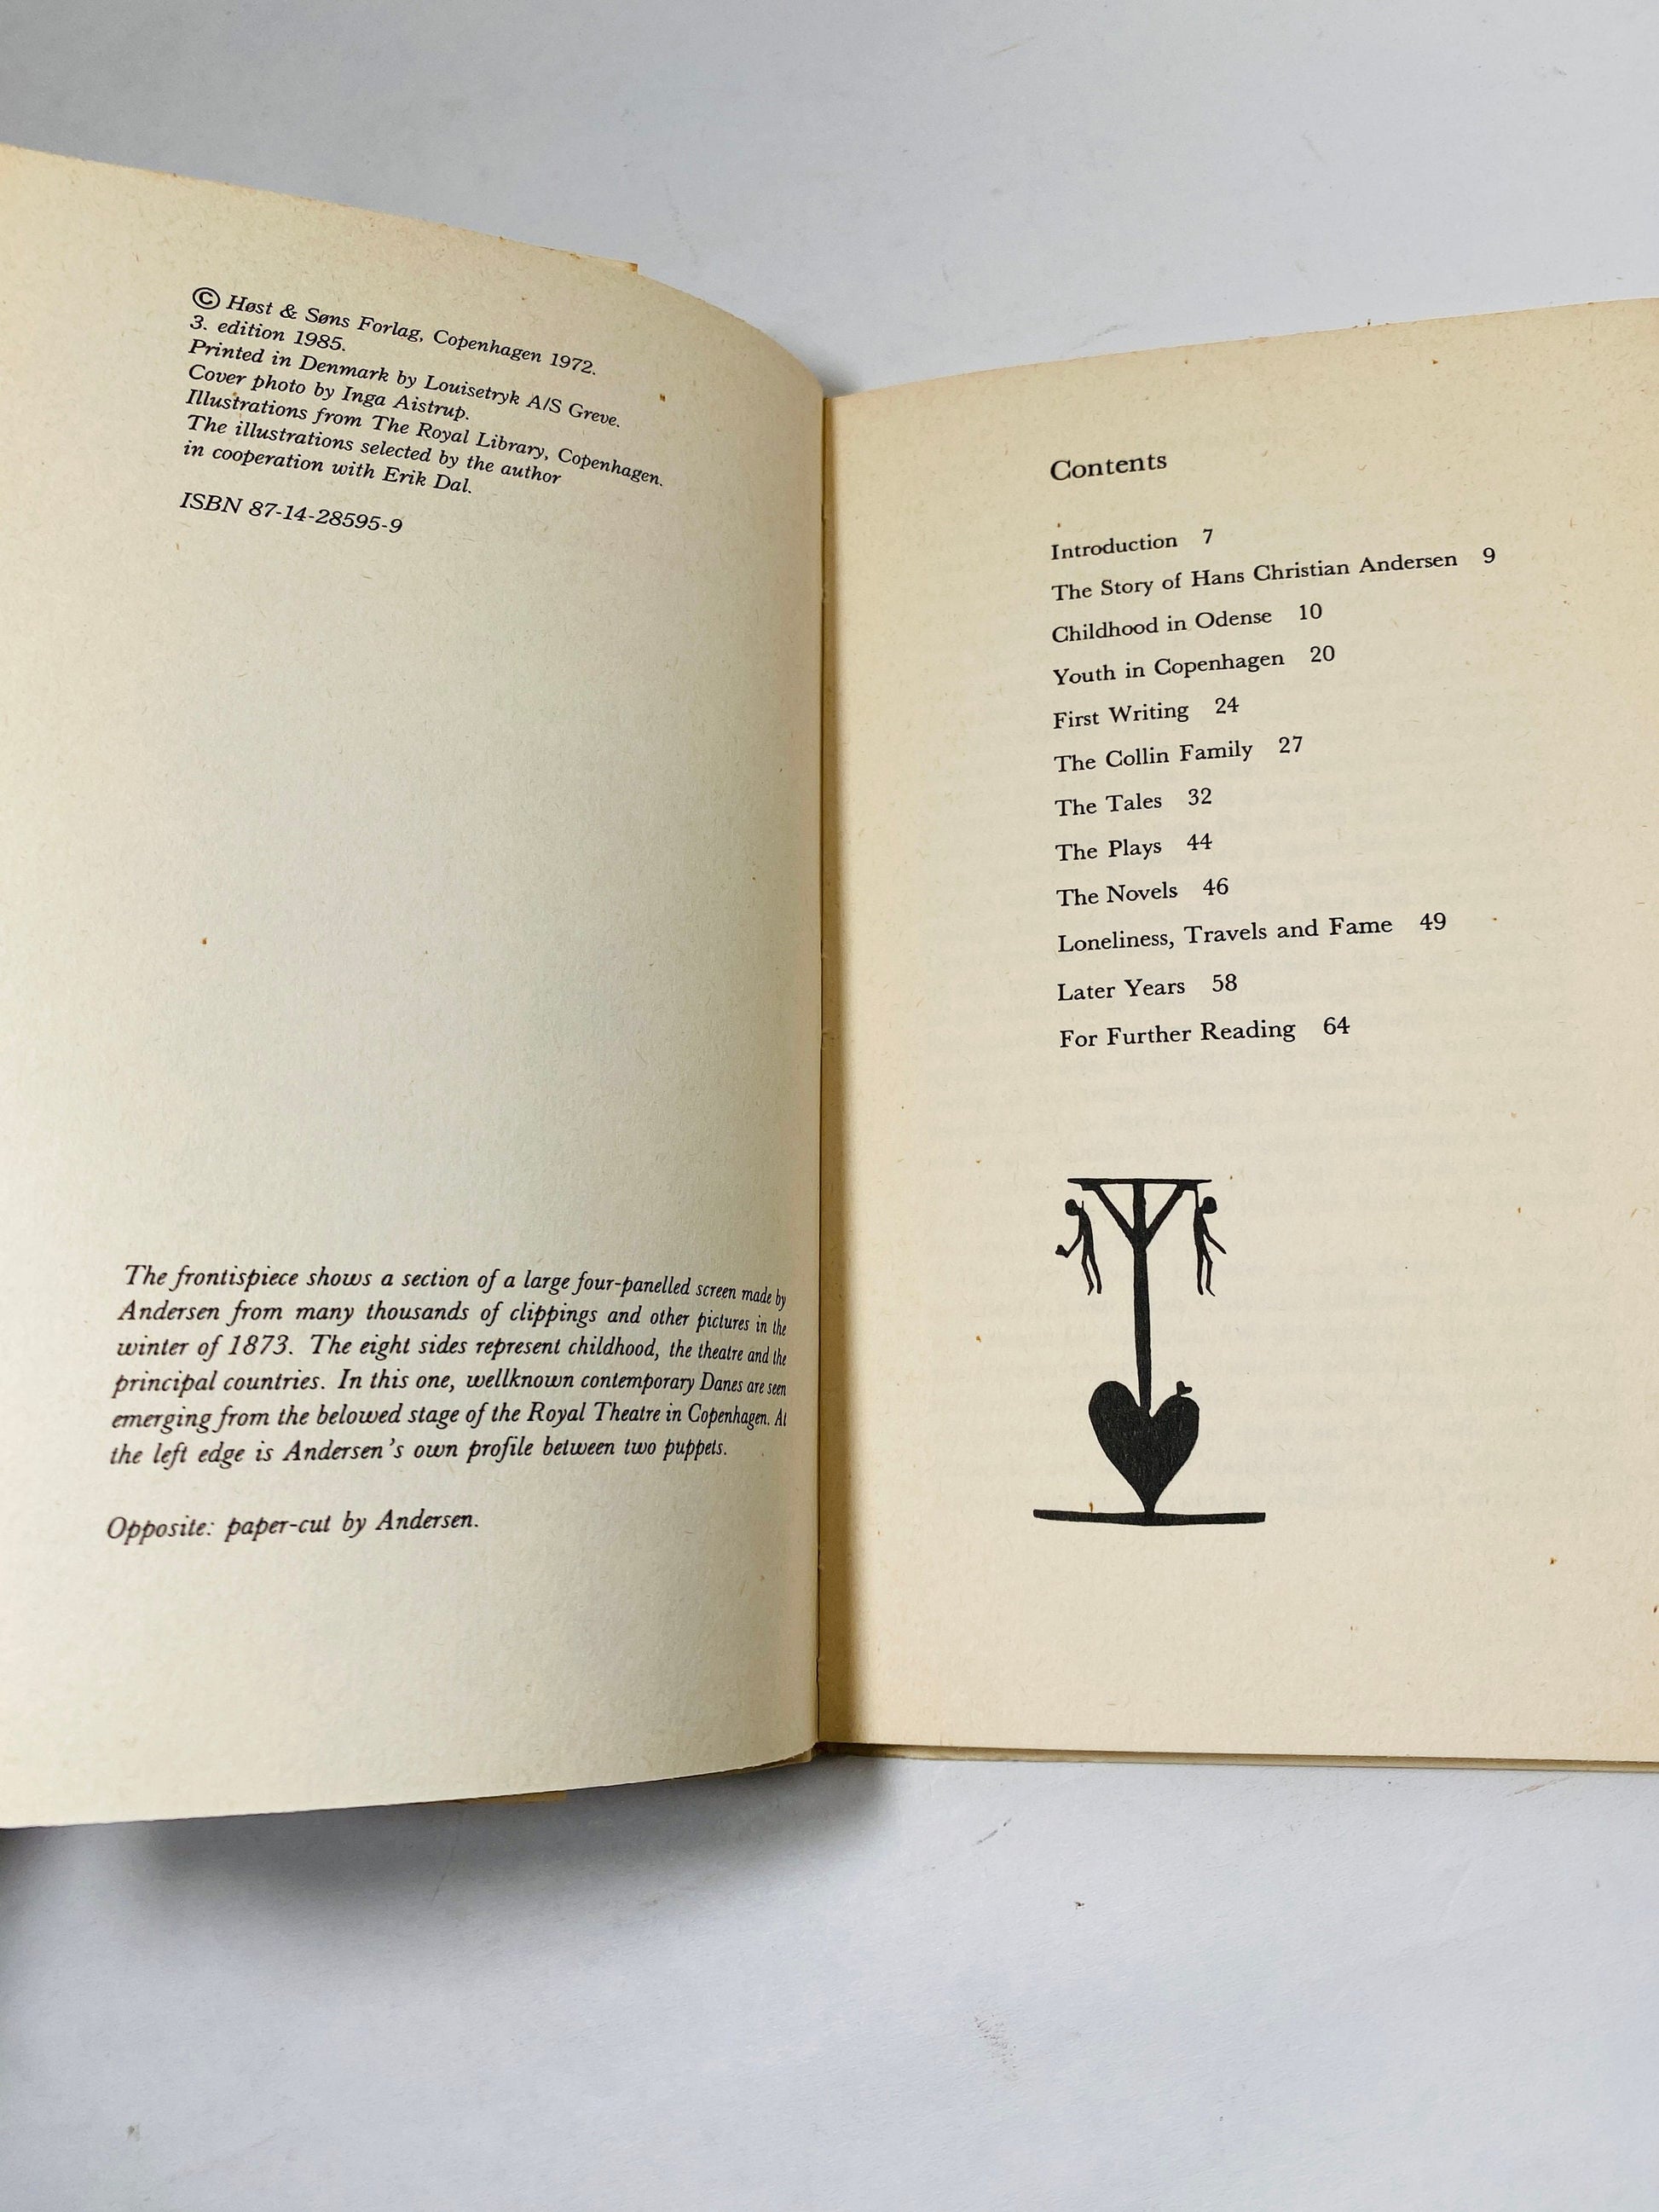 © Høst & Søns Forlag, Copenhagen 1972.
3. edition 1985.
Printed in Denmark by Louisetryk A/S Greve.
Cover photo by Inga Aistrup.
Illustrations from The Royal Library, Copenhagen.
The illustrations selected by the author
in cooperation with Erik Dal.
ISBN 87-14-28595-9
The frontispiece shows a section of a large four-panelled screen made by
Andersen from many thousands of clippings and other pictures in the
winter of 1873. The eight sides represent childhood, the theatre and the
principal countries. In this one, wellknown contemporary Danes are seen
emerging from the belowed stage of the Royal Theatre in Copenhagen. At
the left edge is Andersen's own profile between two puppets.
Opposite: paper-cut by Andersen.
Contents
Introduction 7
The Story of Hans Christian Andersen 9
Childhood in Odense 10
Youth in Copenhagen 20
First Writing 24
The Collin Family 27
The Tales 32
The Plays 44
The Novels 46
Loneliness, Travels and Fame 49
Later Years 58
For Further Reading 64